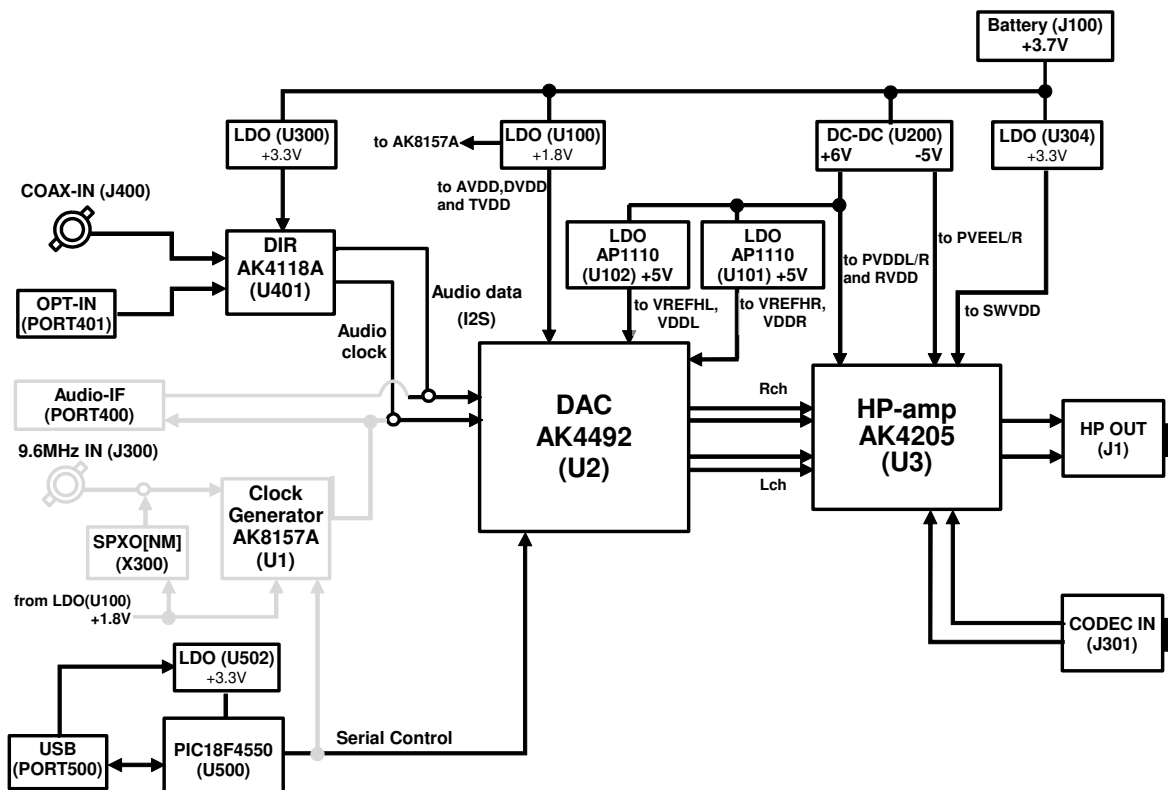 Battery (J100)
+3.7V
LDO (U300)
+3.3V
to AK8157A
LDO (U100)
+1.8V
DC-DC (U200)
+6V -5V
LDO (U304)
+3.3V
COAX-IN (J400)
to AVDD,DVDD
and TVDD
LDO
AP1110
(U102) +5V
LDO
AP1110
(U101) +5V
to PVEEL/R
to PVDDL/R
and RVDD
DIR
AK4118A
(U401)
OPT-IN
(PORT401)
Audio data
(I2S)
Audio
clock
to VREFHL,
VDDL
to VREFHR,
VDDR
to SWVDD
Audio-IF
(PORT400)
DAC
AK4492
(U2)
Rch
Lch
HP-amp
AK4205
(U3)
HP OUT
(J1)
9.6MHz IN (J300)
Clock
Generator
AK8157A
(U1)
SPXO[NM]
(X300)
from LDO(U100)
+1.8V
CODEC IN
(J301)
LDO (U502)
+3.3V
USB
(PORT500)
PIC18F4550
(U500)
Serial Control